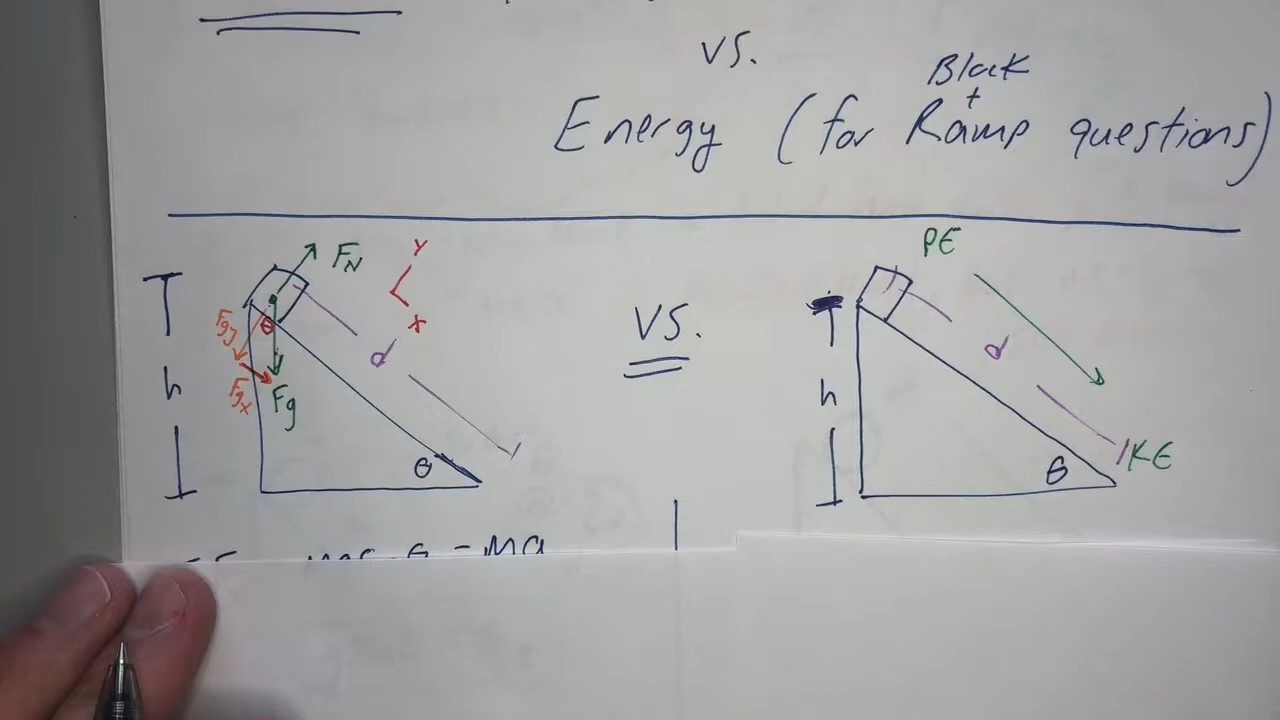 vs.
Block
+
Energy (for Ramp questions)
FN
Y
X
θ
Fgy
Fgx
Fg
d
h
θ
vs.
PE
d
h
θ
KE